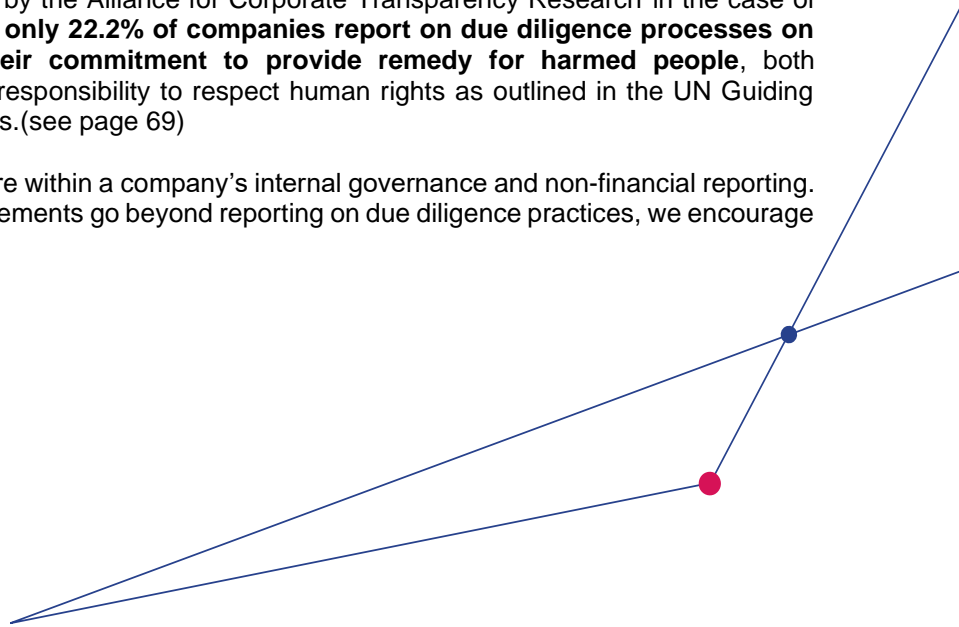 by the Alliance for Corporate Transparency Research in the case of
only 22.2% of companies report on due diligence processes on
eir commitment to provide remedy for harmed people, both
responsibility to respect human rights as outlined in the UN Guiding
s.(see page 69)
re within a company's internal governance and non-financial reporting.
ements go beyond reporting on due diligence practices, we encourage